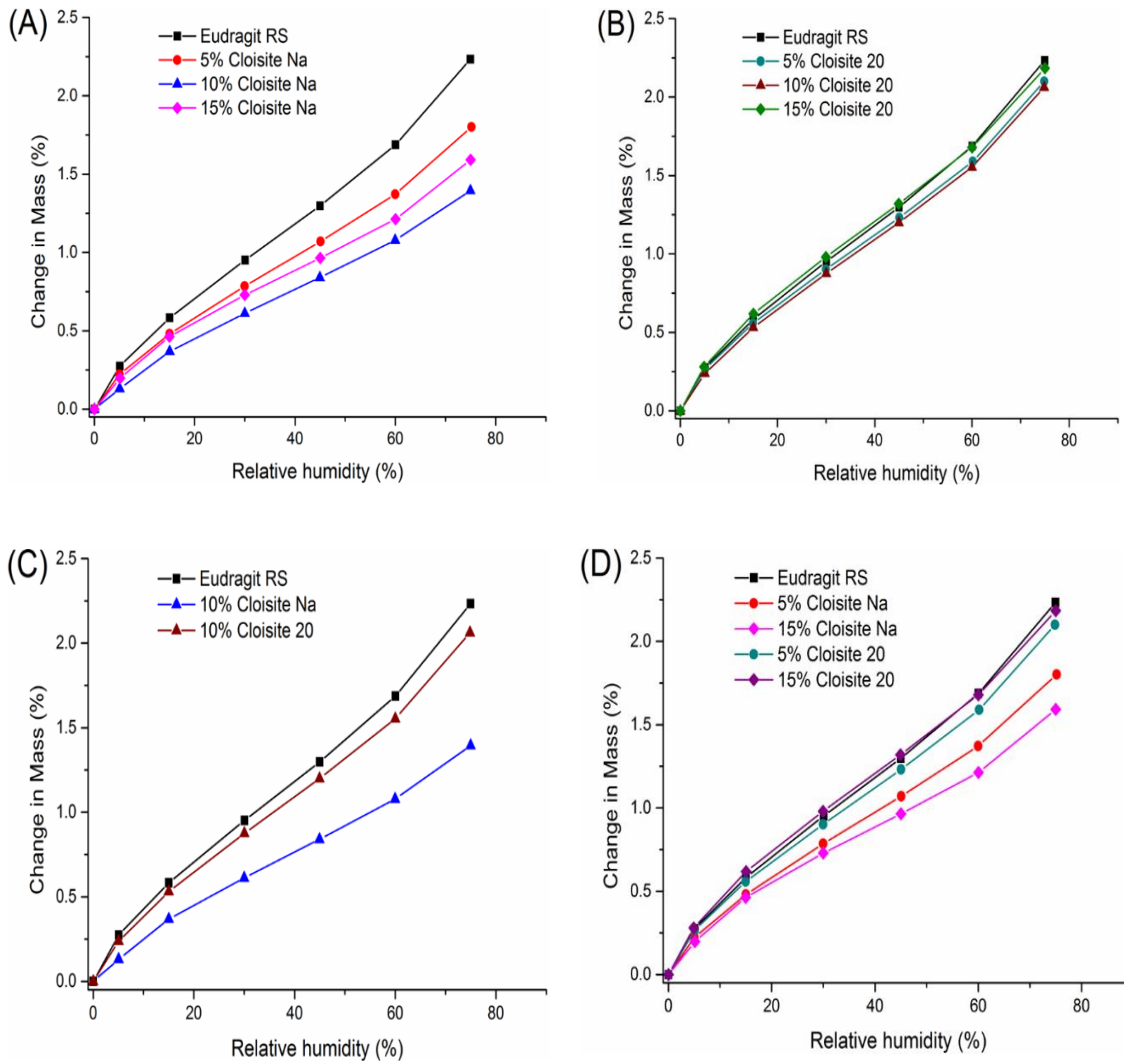 (A)
Eudragit RS
5% Cloisite Na
10% Cloisite Na
15% Cloisite Na
Change in Mass (%)
2.5
2.0
1.5
1.0
0.5
0.0
0 20 40 60 80
Relative humidity (%)
(B)
Eudragit RS
5% Cloisite 20
10% Cloisite 20
15% Cloisite 20
Change in Mass (%)
2.5
2.0
1.5
1.0
0.5
0.0
0 20 40 60 80
Relative humidity (%)
(C)
Eudragit RS
10% Cloisite Na
10% Cloisite 20
Change in Mass (%)
2.5
2.0
1.5
1.0
0.5
0.0
0 20 40 60 80
Relative humidity (%)
(D)
Eudragit RS
5% Cloisite Na
15% Cloisite Na
5% Cloisite 20
15% Cloisite 20
Change in Mass (%)
2.5
2.0
1.5
1.0
0.5
0.0
0 20 40 60 80
Relative humidity (%)